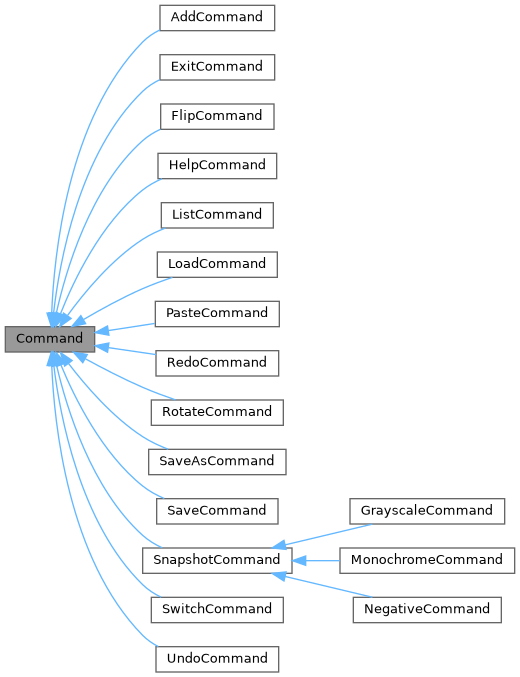 AddCommand
ExitCommand
FlipCommand
HelpCommand
ListCommand
LoadCommand
PasteCommand
Command
RedoCommand
RotateCommand
SaveAsCommand
SaveCommand
GrayscaleCommand
SnapshotCommand
MonochromeCommand
SwitchCommand
NegativeCommand
UndoCommand